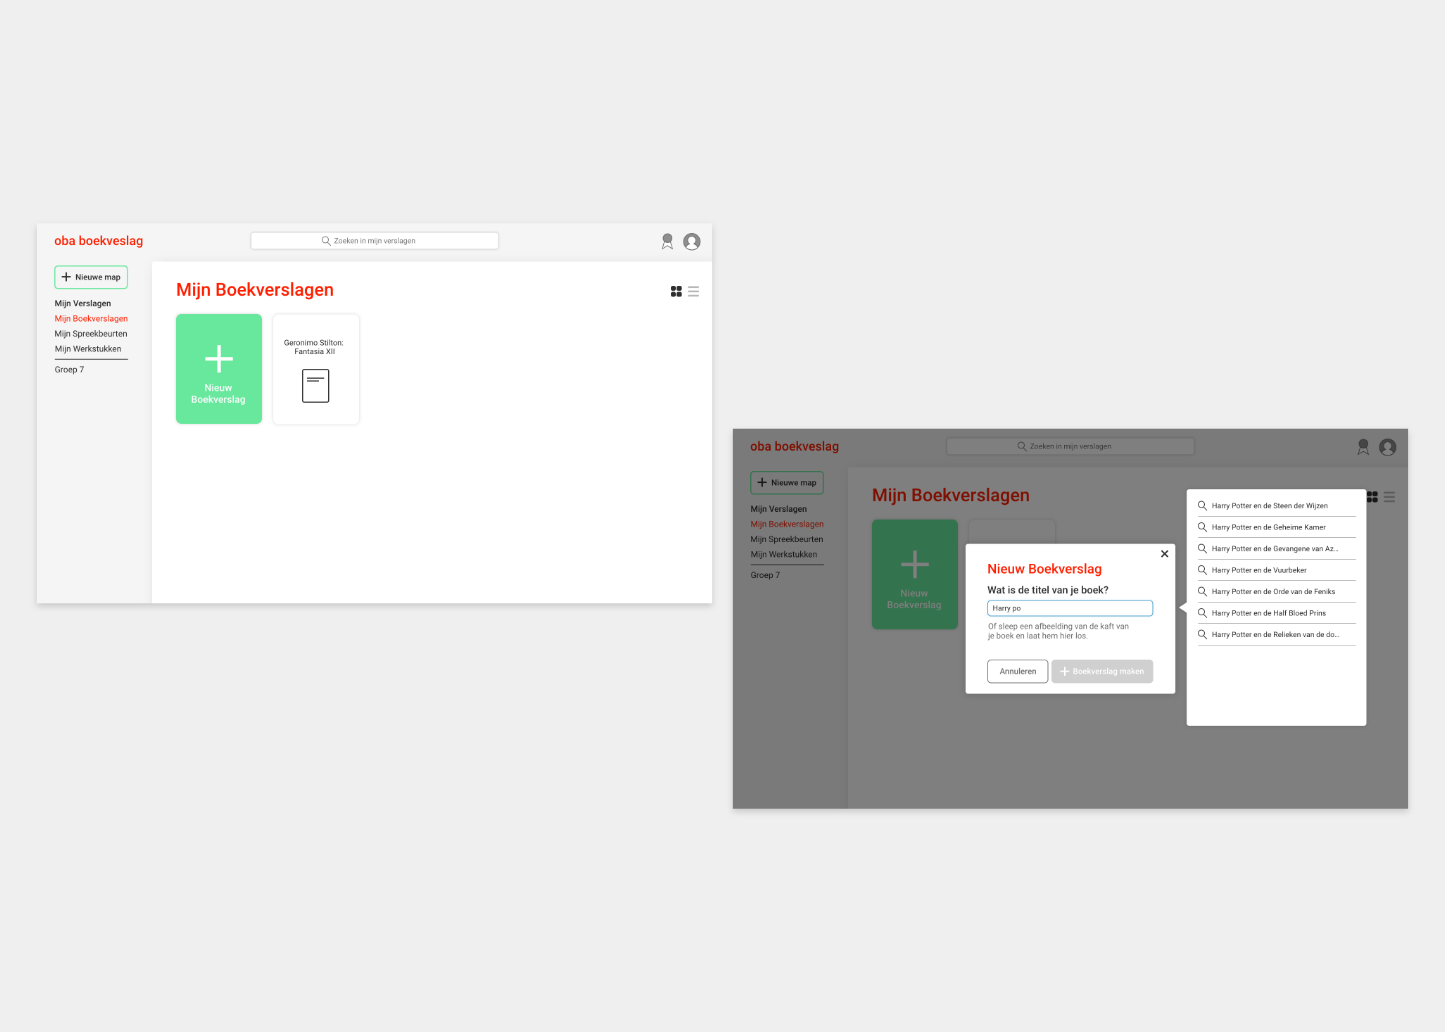 oba boekveslag
Zoeken in mijn verslagen
Nieuwe map
Mijn Verslagen
Mijn Boekverslagen
Mijn Spreekbeurten
Mijn Werkstukken
Groep 7
Mijn Boekverslagen
Nieuw
Boekverslag
Geronimo Stilton:
Fantasia XII
oba boekveslag
Zoeken in mijn verslagen
Nieuwe map
Mijn Verslagen
Mijn Boekverslagen
Mijn Spreekbeurten
Mijn Werkstukken
Groep 7
Mijn Boekverslagen
Nieuw
Boekverslag
Nieuw Boekverslag
Wat is de titel van je boek?
Harry po
Of sleep een afbeelding van de kaft van
je boek en laat hem hier los.
Annuleren
Boekverslag maken
Harry Potter en de Steen der Wijzen
Harry Potter en de Geheime Kamer
Harry Potter en de Gevangene van Az...
Harry Potter en de Vuurbeker
Harry Potter en de Orde van de Feniks
Harry Potter en de Half Bloed Prins
Harry Potter en de Relieken van de do...